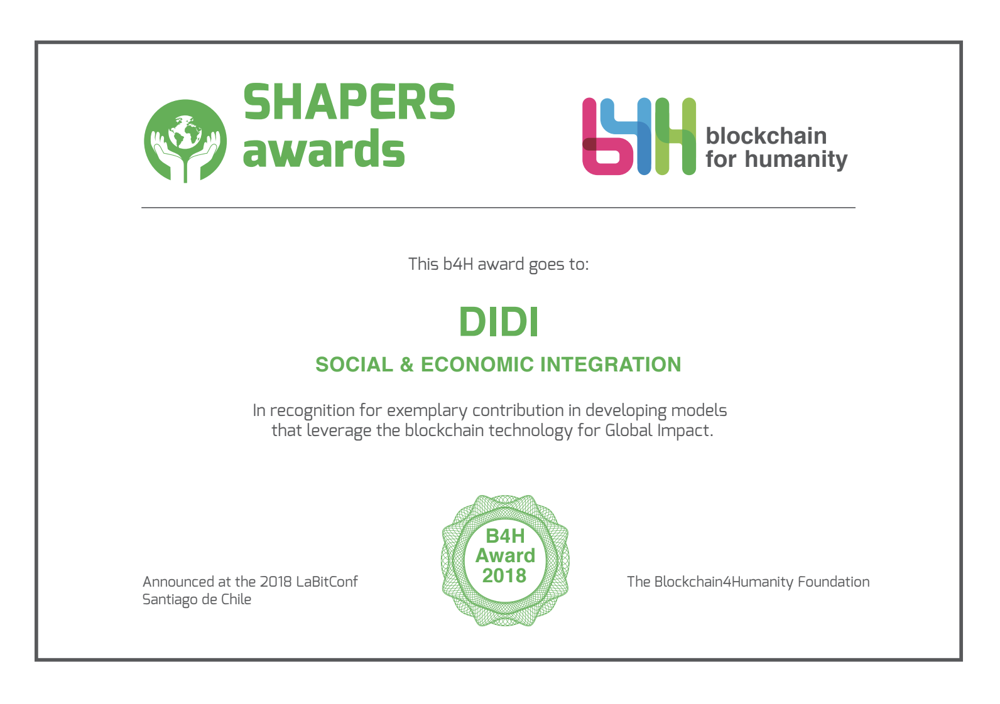 SHAPERS
awards
b4H
blockchain
for humanity
This b4H award goes to:
DIDI
SOCIAL & ECONOMIC INTEGRATION
In recognition for exemplary contribution in developing models
that leverage the blockchain technology for Global Impact.
B4H
Award
2018
Announced at the 2018 LaBitConf
Santiago de Chile
The Blockchain4Humanity Foundation